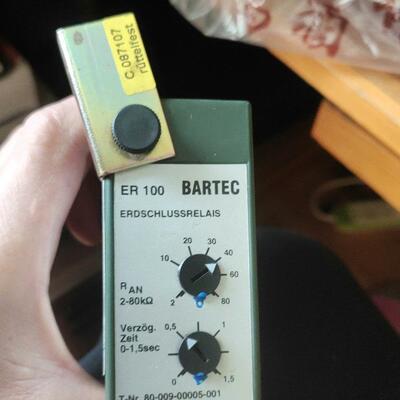 C.087107
rüttelfest
ER 100 BARTEC
ERDSCHLUSSRELAIS
20 30
10 40
R AN 60
2-80kΩ 2 80
Verzög. 0,5 1
Zeit
0-1,5sec
0 1,5
T-Nr. 80-009-00005-001